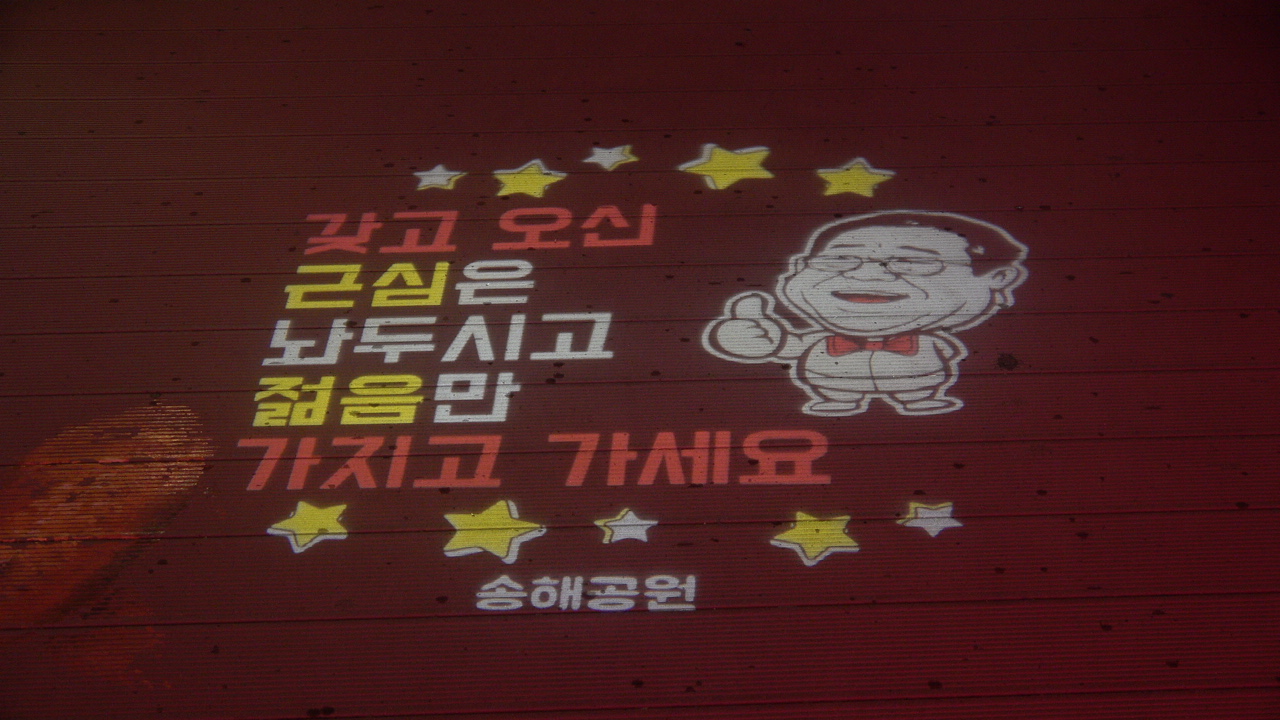 갖고 오신
근심은
놔두시고
젊음만
가지고 가세요
송해공원